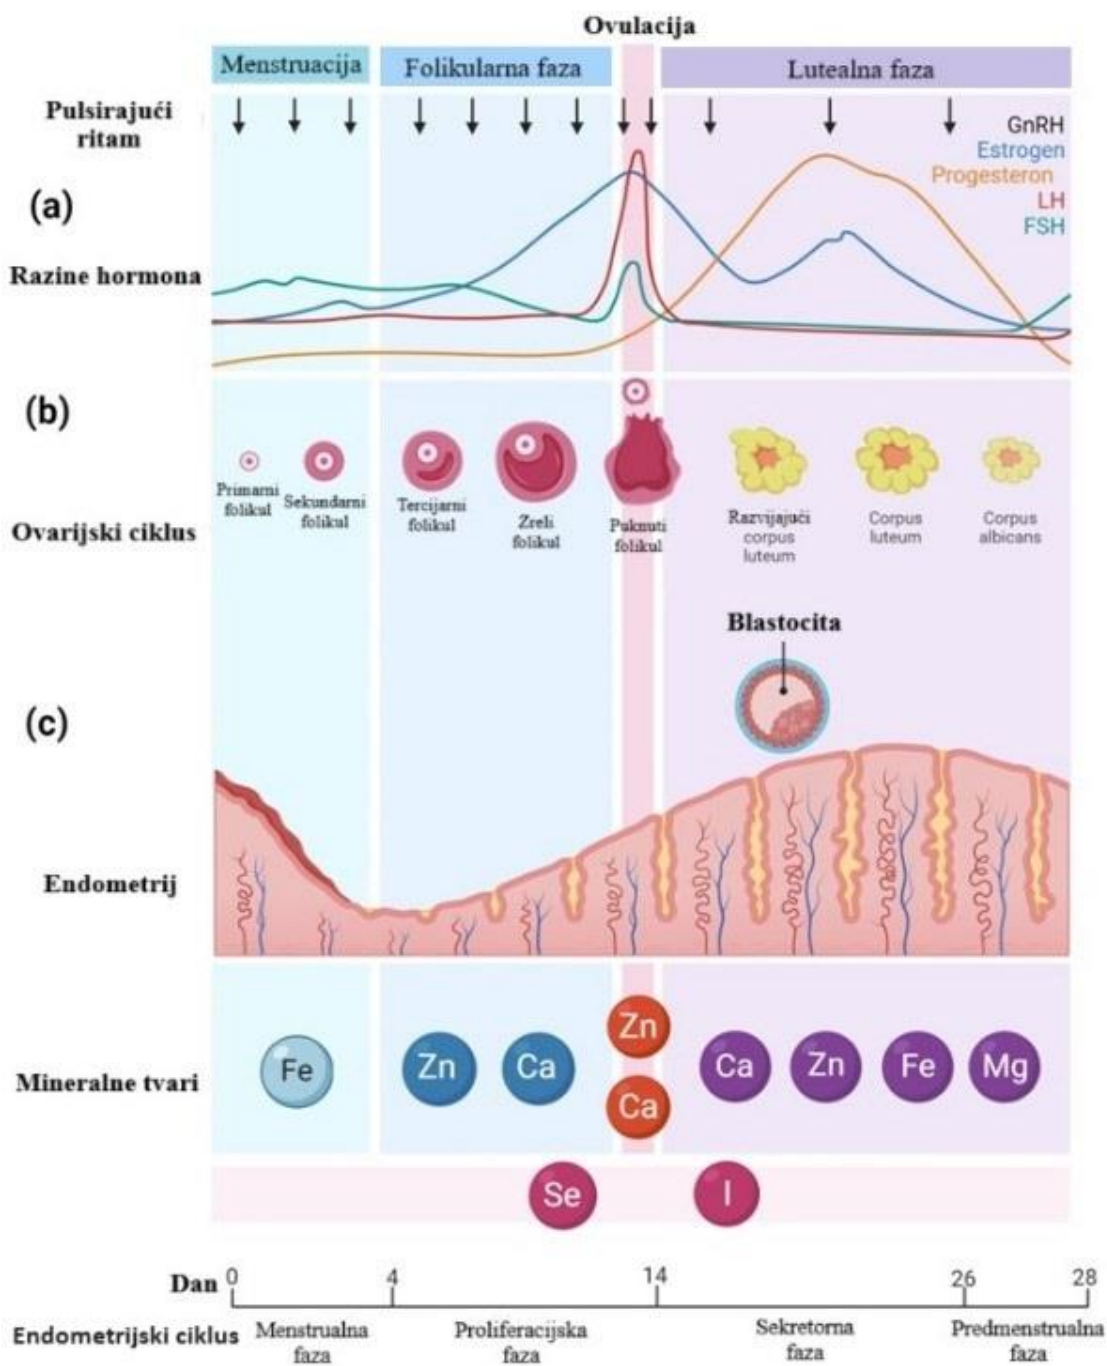 Ovulacija
Menstruacija
Folikularna faza
Lutealna faza
Pulsirajući
ritam
GnRH
Estrogen
Progesteron
LH
FSH
(a)
Razine hormona
(b)
Primarni
folikul
Sekundarni
folikul
Tercijarni
folikul
Zreli
folikul
Puknuti
folikul
Razvijajući
corpus
luteum
Corpus
luteum
Corpus
albicans
Ovarijski ciklus
Blastocita
(c)
Endometrij
Mineralne tvari
Fe
Zn
Ca
Zn
Ca
Ca
Zn
Fe
Mg
Se
I
Dan
0
4
14
26
28
Endometrijski ciklus
Menstrualna
faza
Proliferacijska
faza
Sekretorna
faza
Predmenstrualna
faza